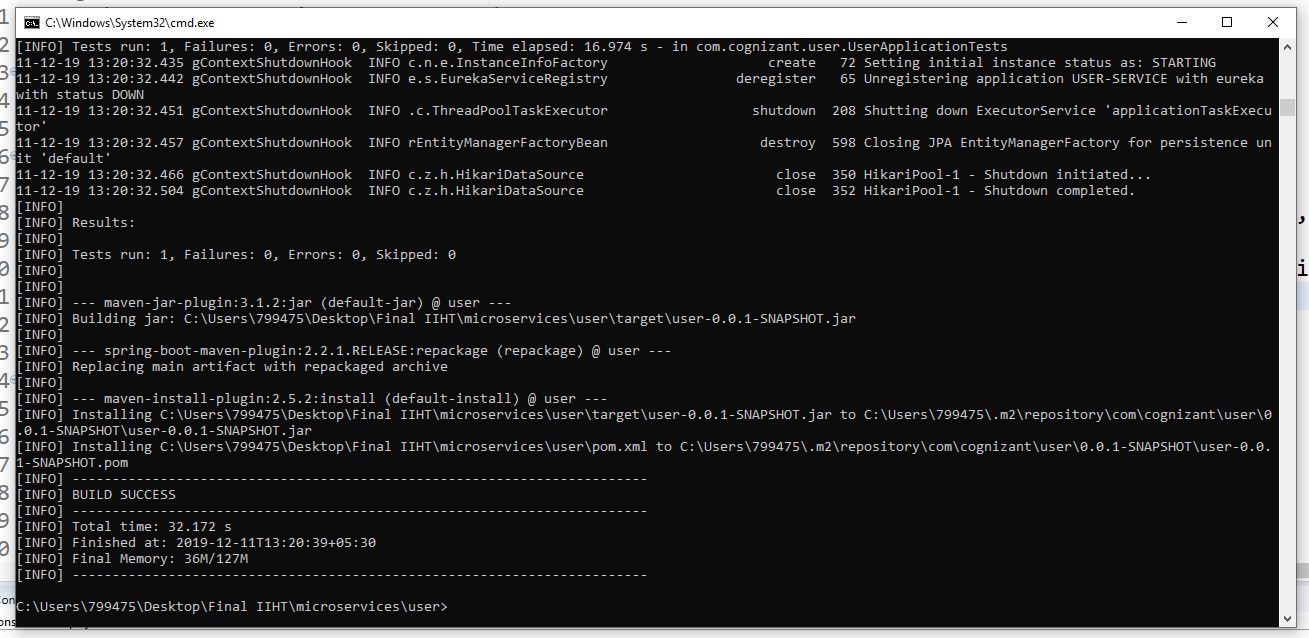 C:\Windows\System32\cmd.exe
[INFO] Tests run: 1, Failures: 0, Errors: 0, Skipped: 0, Time elapsed: 16.974 s - in com.cognizant.user.UserApplicationTests
11-12-19 13:20:32.435 gContextShutdownHook  INFO c.n.e.InstanceInfoFactory                    create   72 Setting initial instance status as: STARTING
11-12-19 13:20:32.442 gContextShutdownHook  INFO e.s.EurekaServiceRegistry                deregister   65 Unregistering application USER-SERVICE with eureka
with status DOWN
11-12-19 13:20:32.451 gContextShutdownHook  INFO .c.ThreadPoolTaskExecutor                  shutdown  208 Shutting down ExecutorService 'applicationTaskExecu
tor'
11-12-19 13:20:32.457 gContextShutdownHook  INFO rEntityManagerFactoryBean                   destroy  598 Closing JPA EntityManagerFactory for persistence un
it 'default'
11-12-19 13:20:32.466 gContextShutdownHook  INFO c.z.h.HikariDataSource                        close  350 HikariPool-1 - Shutdown initiated...
11-12-19 13:20:32.504 gContextShutdownHook  INFO c.z.h.HikariDataSource                        close  352 HikariPool-1 - Shutdown completed.
[INFO]
[INFO] Results:
[INFO]
[INFO] Tests run: 1, Failures: 0, Errors: 0, Skipped: 0
[INFO]
[INFO]
[INFO] --- maven-jar-plugin:3.1.2:jar (default-jar) @ user ---
[INFO] Building jar: C:\Users\799475\Desktop\Final IIHT\microservices\user\target\user-0.0.1-SNAPSHOT.jar
[INFO]
[INFO] --- spring-boot-maven-plugin:2.2.1.RELEASE:repackage (repackage) @ user ---
[INFO] Replacing main artifact with repackaged archive
[INFO]
[INFO] --- maven-install-plugin:2.5.2:install (default-install) @ user ---
[INFO] Installing C:\Users\799475\Desktop\Final IIHT\microservices\user\target\user-0.0.1-SNAPSHOT.jar to C:\Users\799475\.m2\repository\com\cognizant\user\0
.0.1-SNAPSHOT\user-0.0.1-SNAPSHOT.jar
[INFO] Installing C:\Users\799475\Desktop\Final IIHT\microservices\user\pom.xml to C:\Users\799475\.m2\repository\com\cognizant\user\0.0.1-SNAPSHOT\user-0.0.
1-SNAPSHOT.pom
[INFO] ------------------------------------------------------------------------
[INFO] BUILD SUCCESS
[INFO] ------------------------------------------------------------------------
[INFO] Total time: 32.172 s
[INFO] Finished at: 2019-12-11T13:20:39+05:30
[INFO] Final Memory: 36M/127M
[INFO] ------------------------------------------------------------------------
C:\Users\799475\Desktop\Final IIHT\microservices\user>